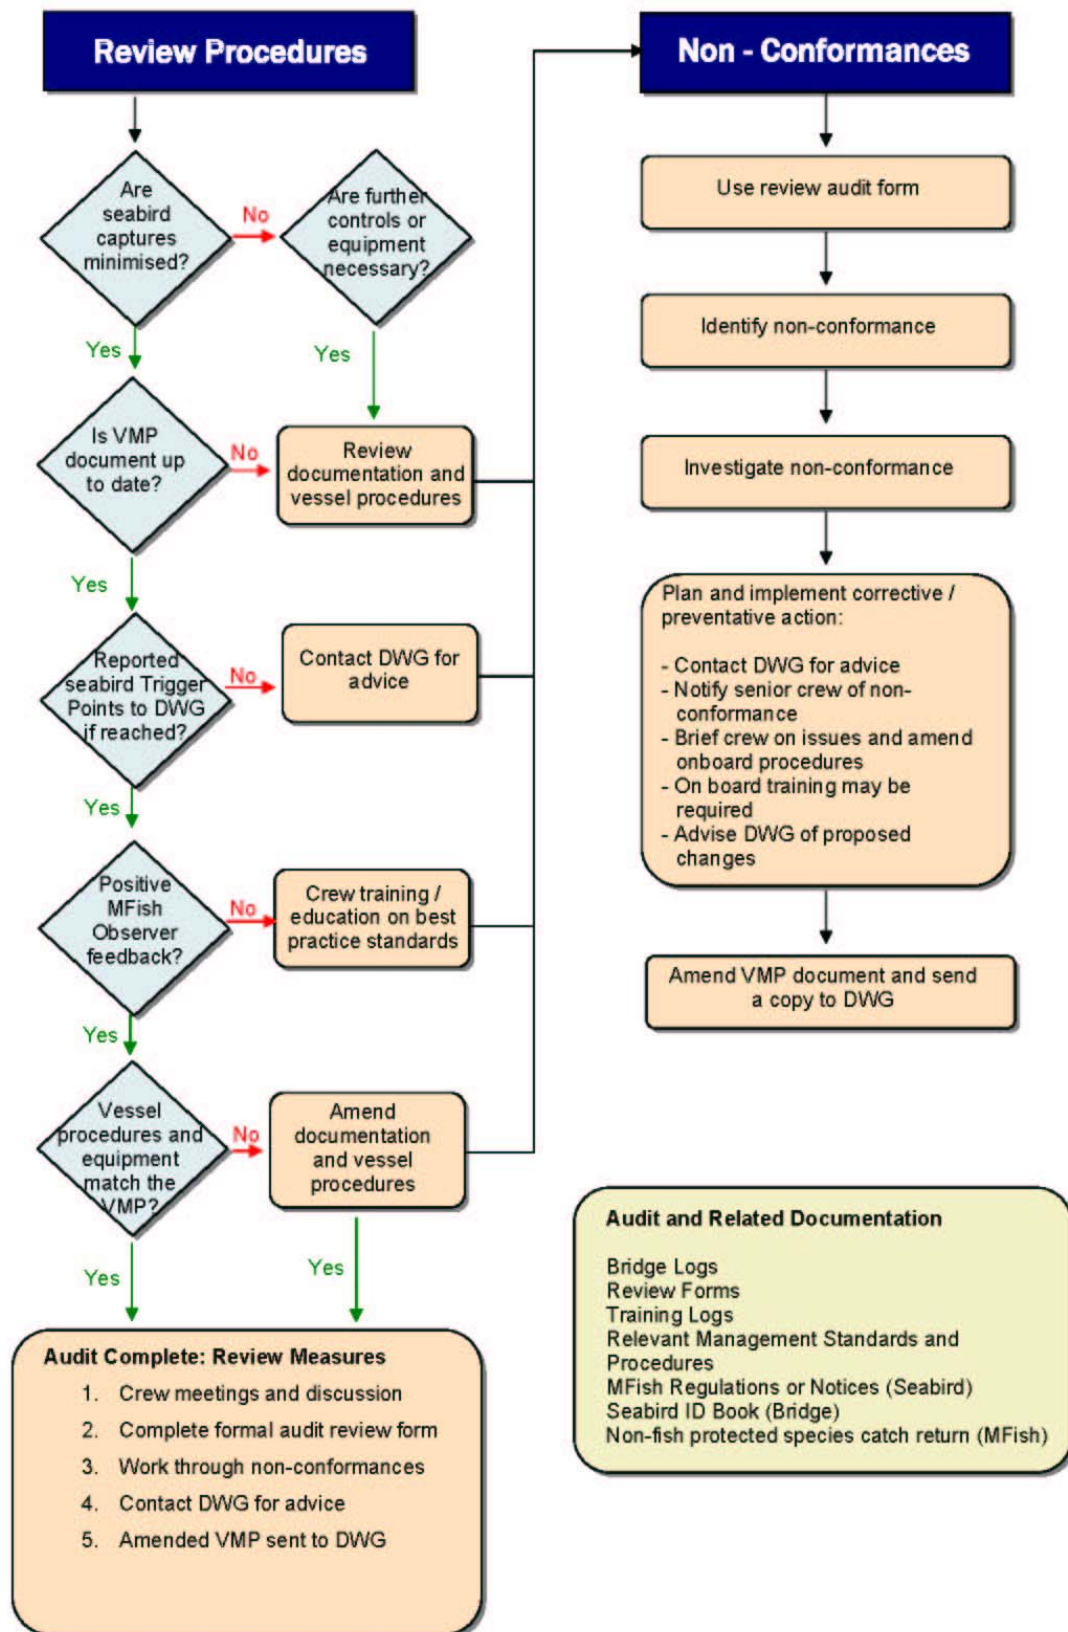 Review Procedures
Are
seabird
captures
minimised?
No
Are further
controls or
equipment
necessary?
Yes
Yes
Is VMP
document up
to date?
No
Review
documentation and
vessel procedures
Yes
Reported
seabird Trigger
Points to DWG
if reached?
No
Contact DWG for
advice
Yes
Positive
MFish
Observer
feedback?
No
Crew training /
education on best
practice standards
Yes
Vessel
procedures and
equipment
match the
VMP?
No
Amend
documentation
and vessel
procedures
Yes
Yes
Audit Complete: Review Measures
1. Crew meetings and discussion
2. Complete formal audit review form
3. Work through non-conformances
4. Contact DWG for advice
5. Amended VMP sent to DWG
Non - Conformances
Use review audit form
Identify non-conformance
Investigate non-conformance
Plan and implement corrective /
preventative action:
- Contact DWG for advice
- Notify senior crew of non-
conformance
- Brief crew on issues and amend
onboard procedures
- On board training may be
required
- Advise DWG of proposed
changes
Amend VMP document and send
a copy to DWG
Audit and Related Documentation
Bridge Logs
Review Forms
Training Logs
Relevant Management Standards and
Procedures
MFish Regulations or Notices (Seabird)
Seabird ID Book (Bridge)
Non-fish protected species catch return (MFish)